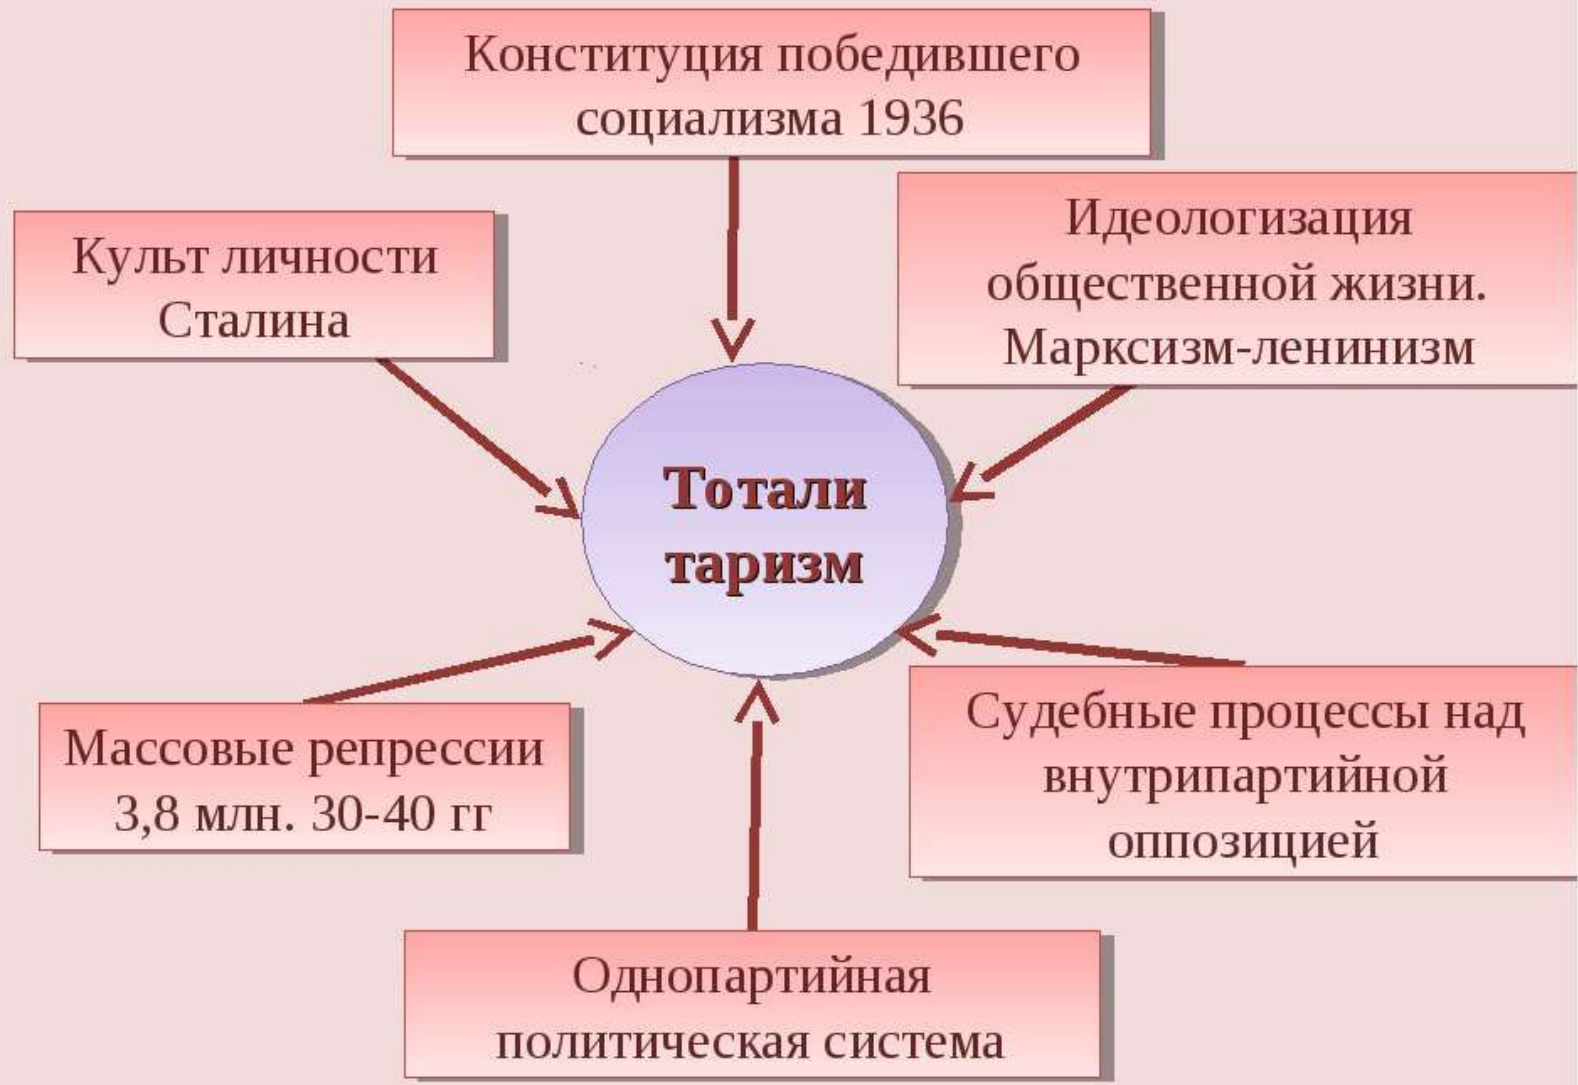 Конституция победившего
социализма 1936
Культ личности
Сталина
Идеологизация
общественной жизни.
Марксизм-ленинизм
Тотали
таризм
Массовые репрессии
3,8 млн. 30-40 гг
Судебные процессы над
внутрипартийной
оппозицией
Однопартийная
политическая система